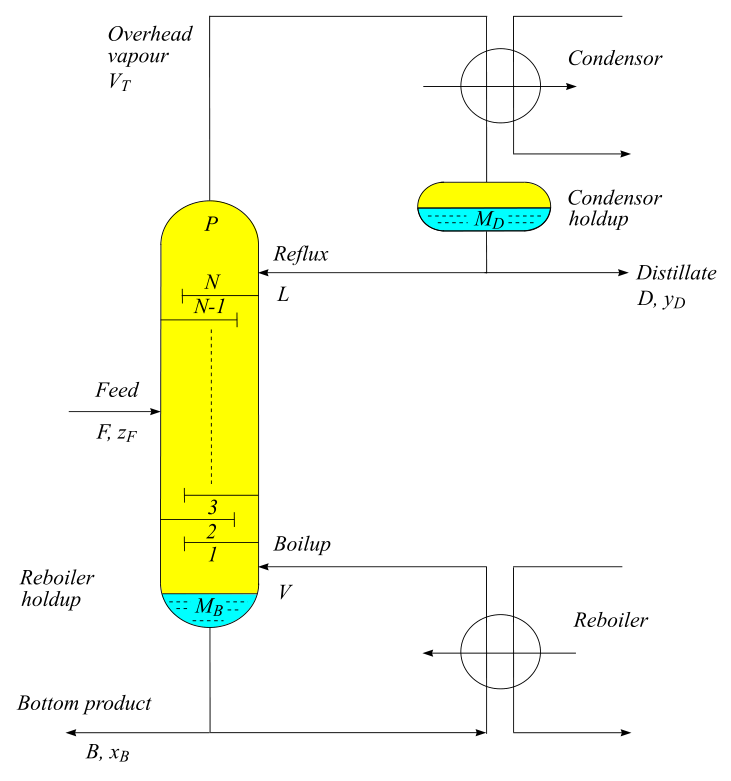 Overhead
vapour
V_T
Condensor
P
M_D
Condensor
holdup
Reflux
L
Distillate
D, y_D
N
N-1
Feed
F, z_F
3
2
1
Boilup
V
Reboiler
holdup
M_B
Reboiler
Bottom product
B, x_B